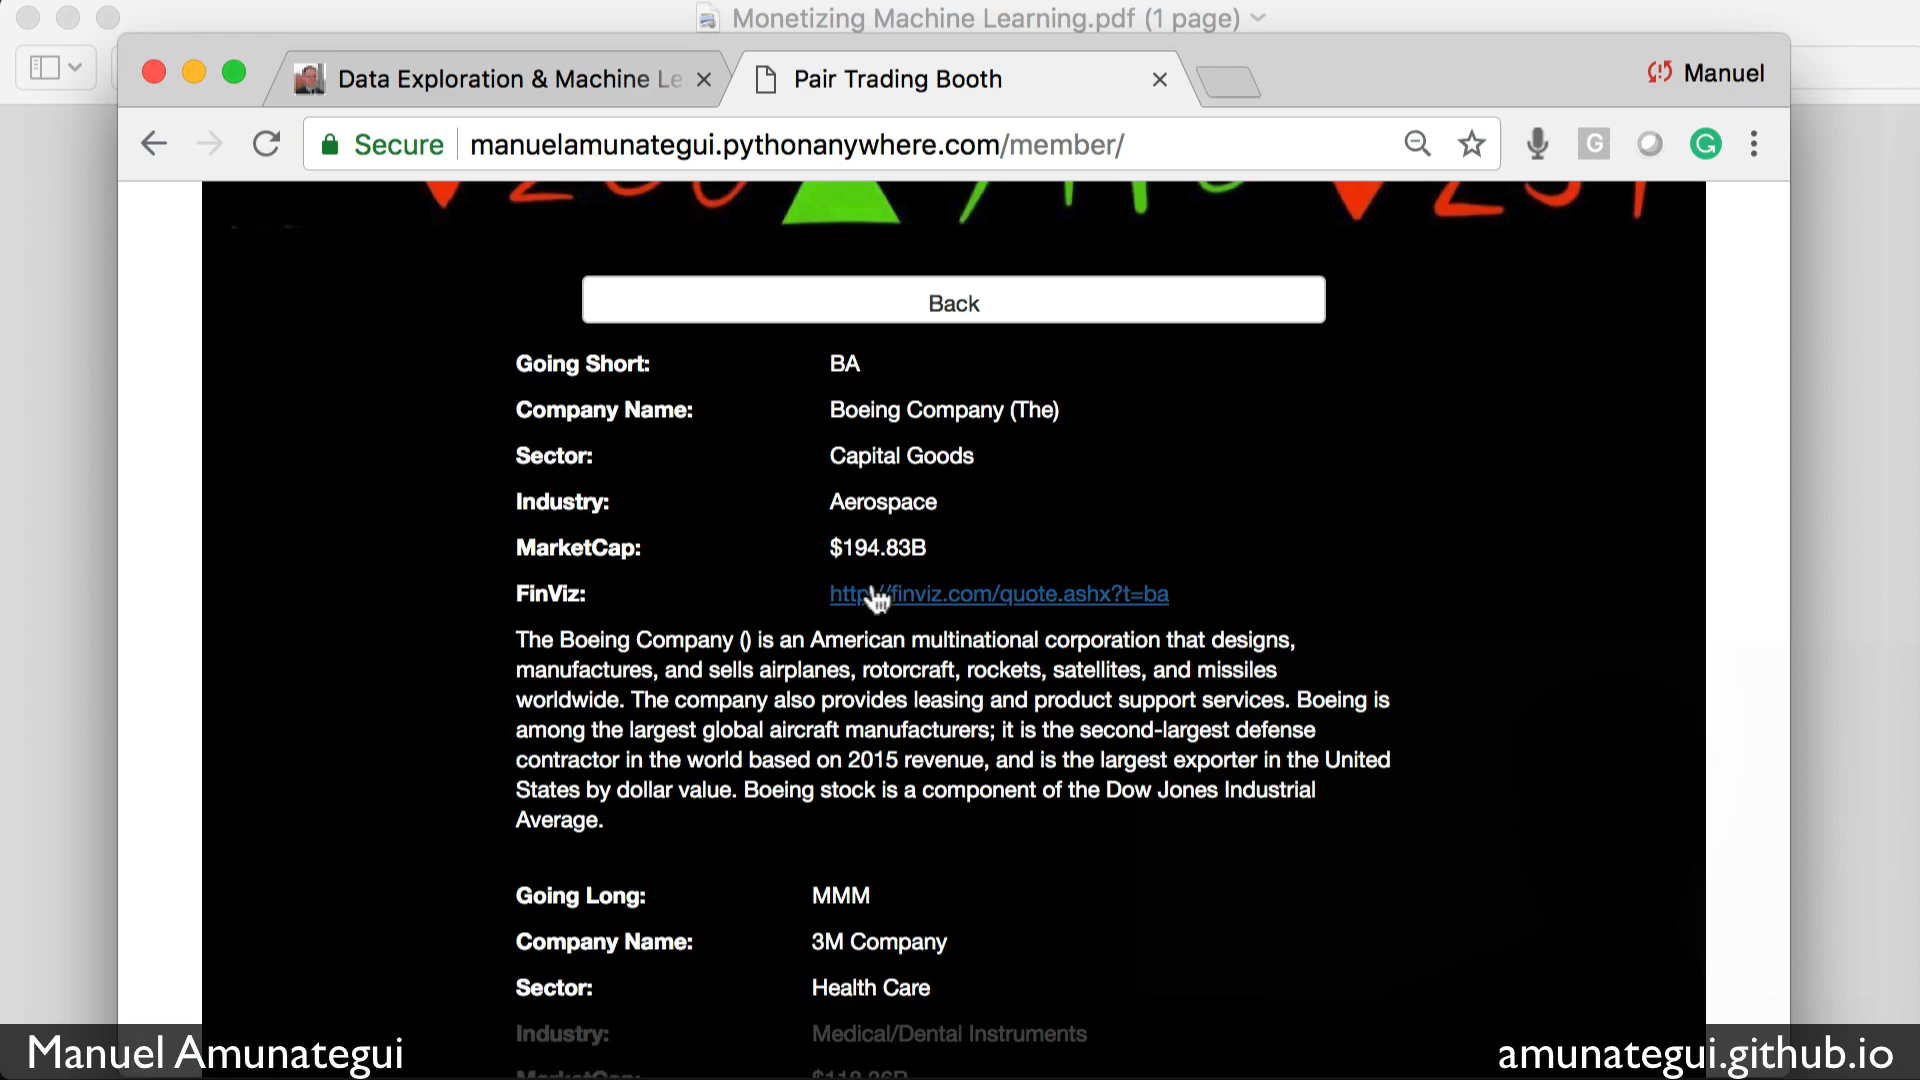 Monetizing Machine Learning.pdf (1 page)
Data Exploration & Machine Le
Pair Trading Booth
Manuel
Secure
manuelamunategui.pythonanywhere.com/member/
Back
Going Short: BA
Company Name: Boeing Company (The)
Sector: Capital Goods
Industry: Aerospace
MarketCap: $194.83B
FinViz: http://finviz.com/quote.ashx?t=ba
The Boeing Company () is an American multinational corporation that designs,
manufactures, and sells airplanes, rotorcraft, rockets, satellites, and missiles
worldwide. The company also provides leasing and product support services. Boeing is
among the largest global aircraft manufacturers; it is the second-largest defense
contractor in the world based on 2015 revenue, and is the largest exporter in the United
States by dollar value. Boeing stock is a component of the Dow Jones Industrial
Average.
Going Long: MMM
Company Name: 3M Company
Sector: Health Care
Industry: Medical/Dental Instruments
Manuel Amunategui
amunategui.github.io